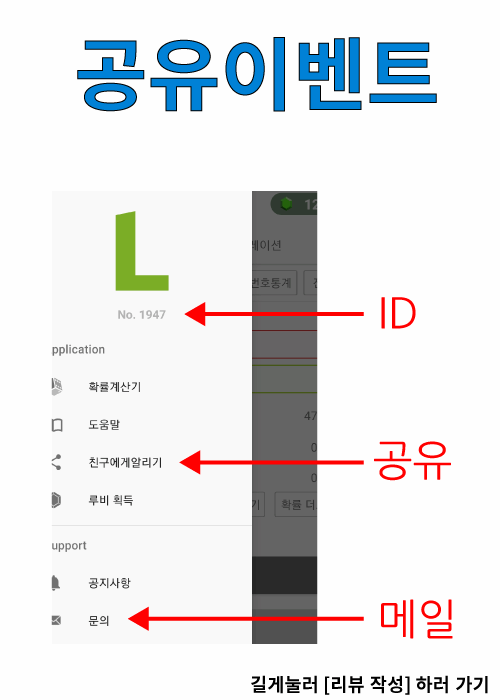 공유이벤트
L
12
레이션
No. 1947
번호통계
ID
pplication
확률계산기
도움말
47
친구에게알리기
공유
0
0
루비 획득
기
확률 더
upport
공지사항
문의
메일
길게눌러 [리뷰 작성] 하러 가기